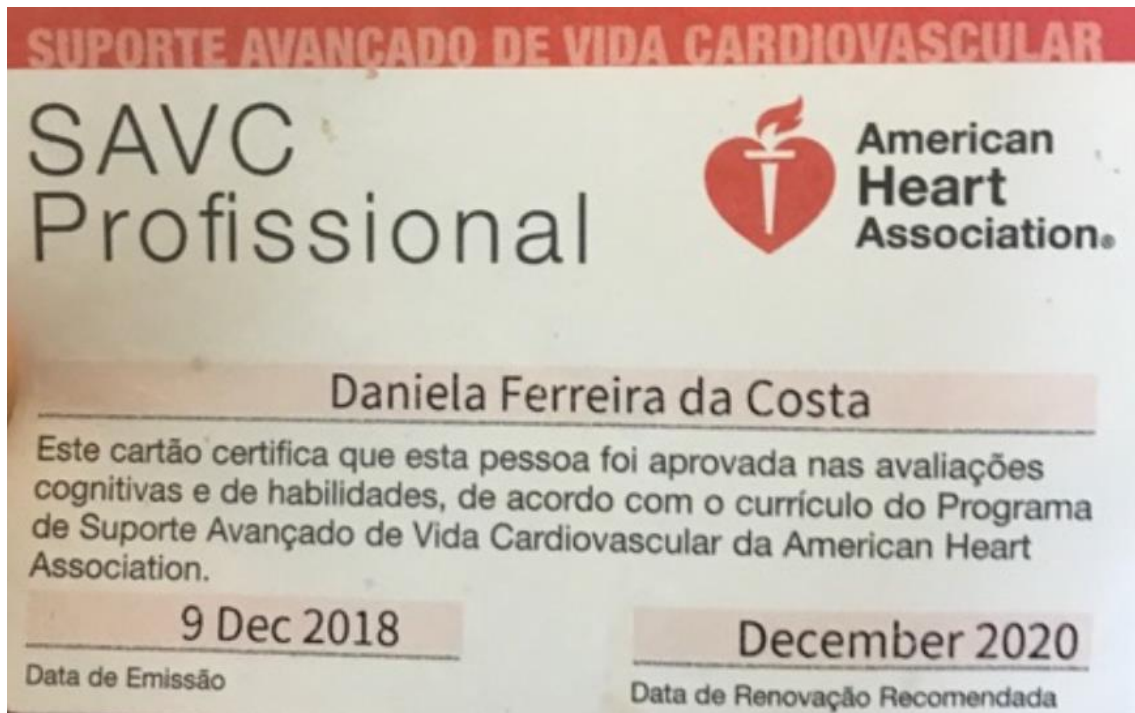 SUPORTE AVANÇADO DE VIDA CARDIOVASCULAR
SAVC
Profissional
American
Heart
Association®
Daniela Ferreira da Costa
Este cartão certifica que esta pessoa foi aprovada nas avaliações
cognitivas e de habilidades, de acordo com o currículo do Programa
de Suporte Avançado de Vida Cardiovascular da American Heart
Association.
9 Dec 2018
Data de Emissão
December 2020
Data de Renovação Recomendada